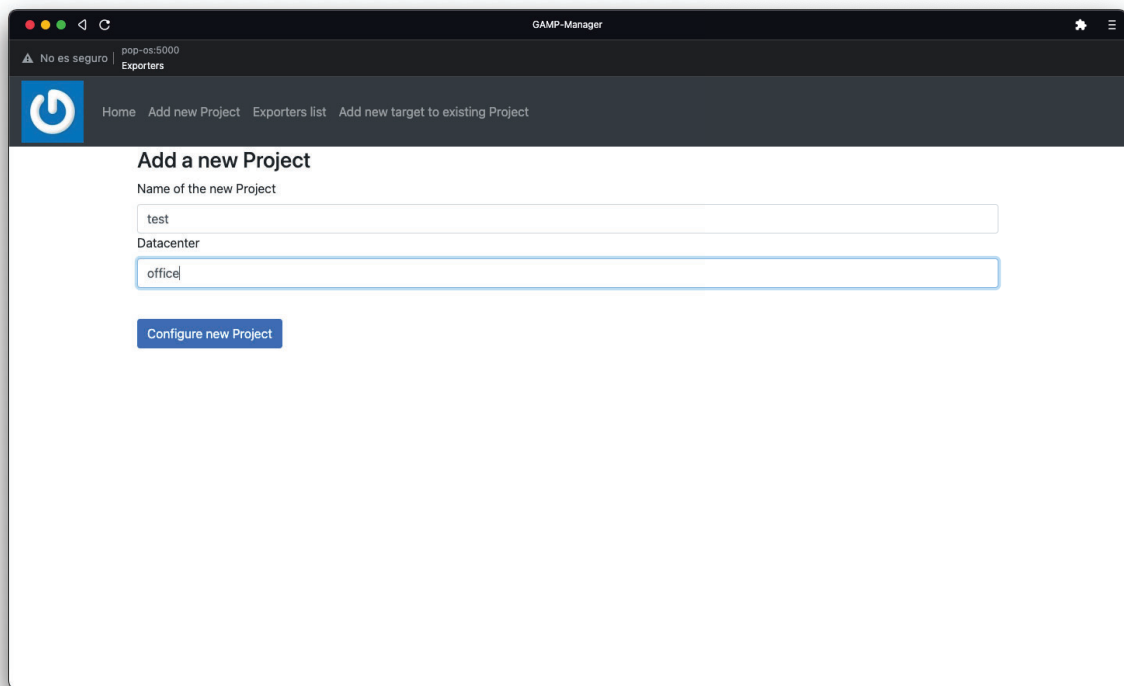 GAMP-Manager
No es seguro
pop-os:5000
Exporters
Home Add new Project Exporters list Add new target to existing Project
Add a new Project
Name of the new Project
test
Datacenter
office
Configure new Project